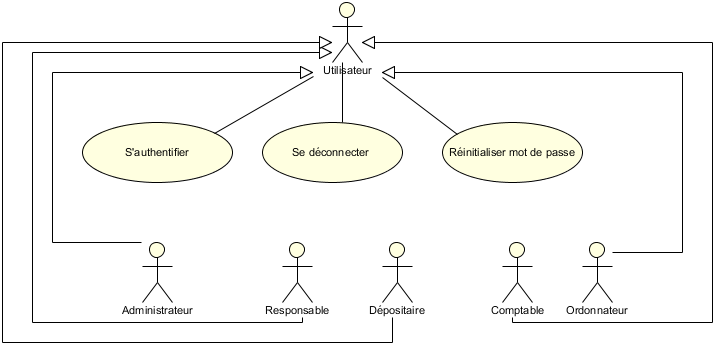 Utilisateur
S'authentifier
Se déconnecter
Réinitialiser mot de passe
Administrateur
Responsable
Dépositaire
Comptable
Ordonnateur